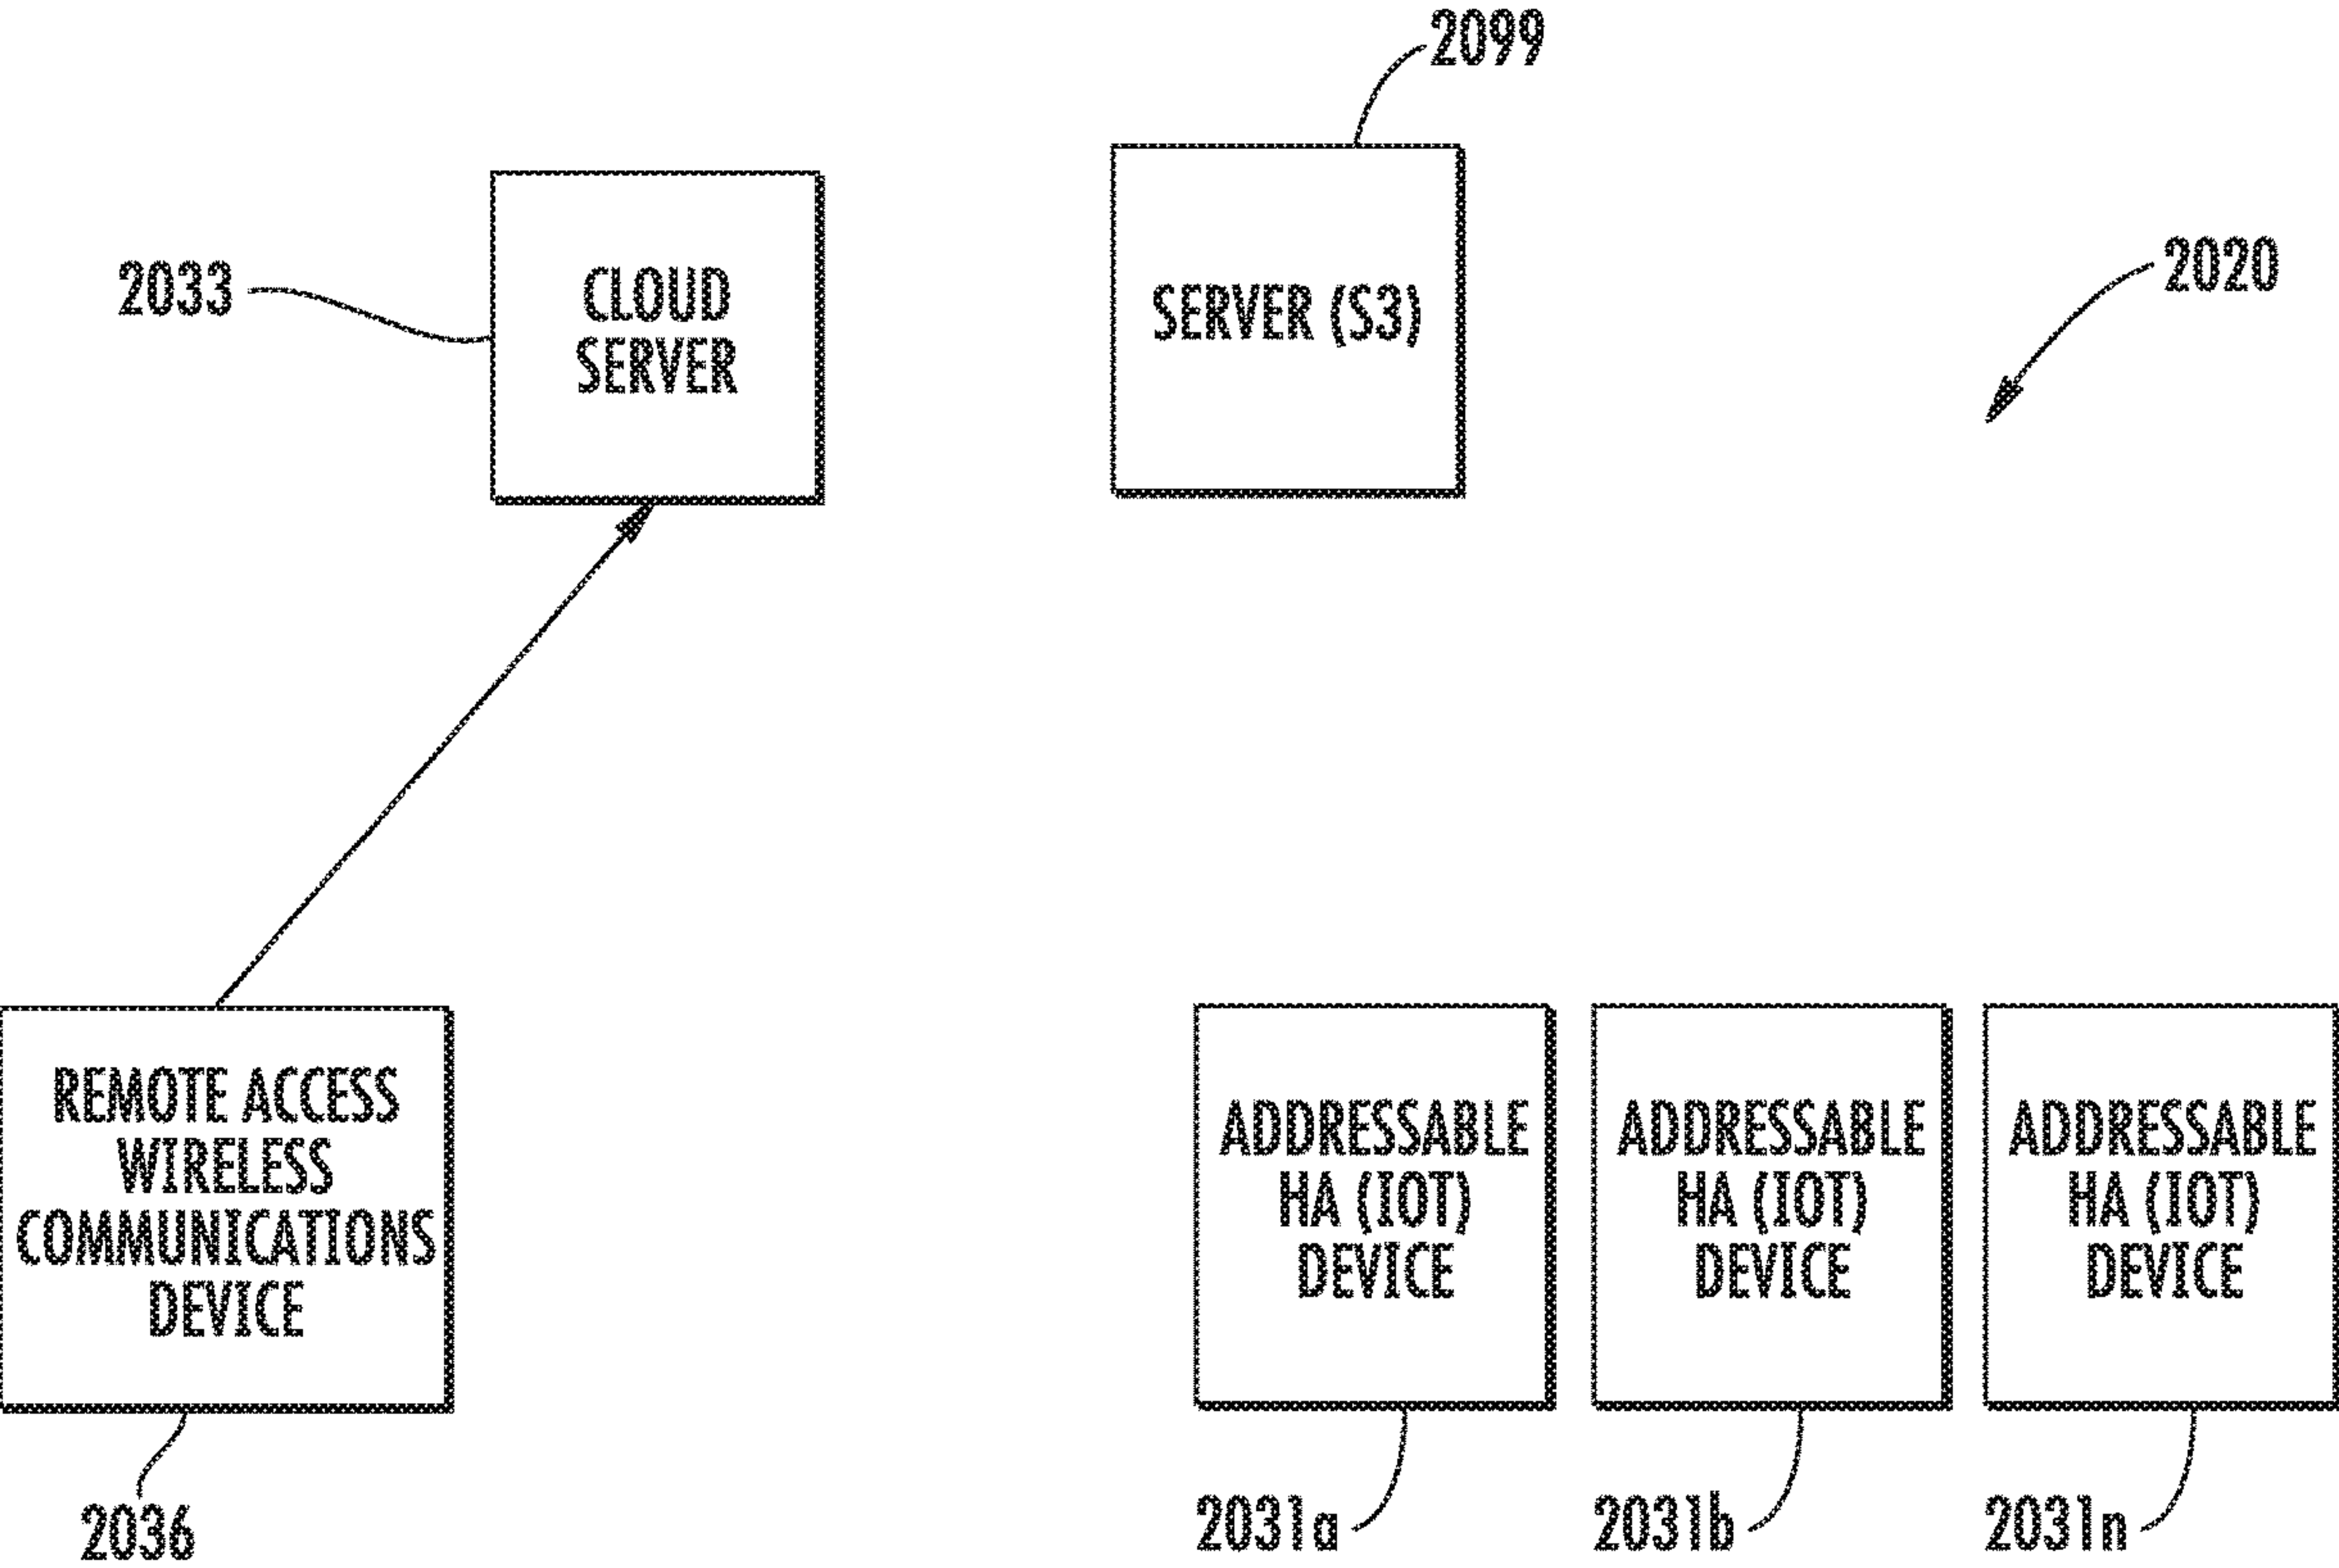 2099
2033
CLOUD
SERVER
SERVER (S3)
2020
REMOTE ACCESS
WIRELESS
COMMUNICATIONS
DEVICE
ADDRESSABLE
HA (IOT)
DEVICE
ADDRESSABLE
HA (IOT)
DEVICE
ADDRESSABLE
HA (IOT)
DEVICE
2036
2031a
2031b
2031n